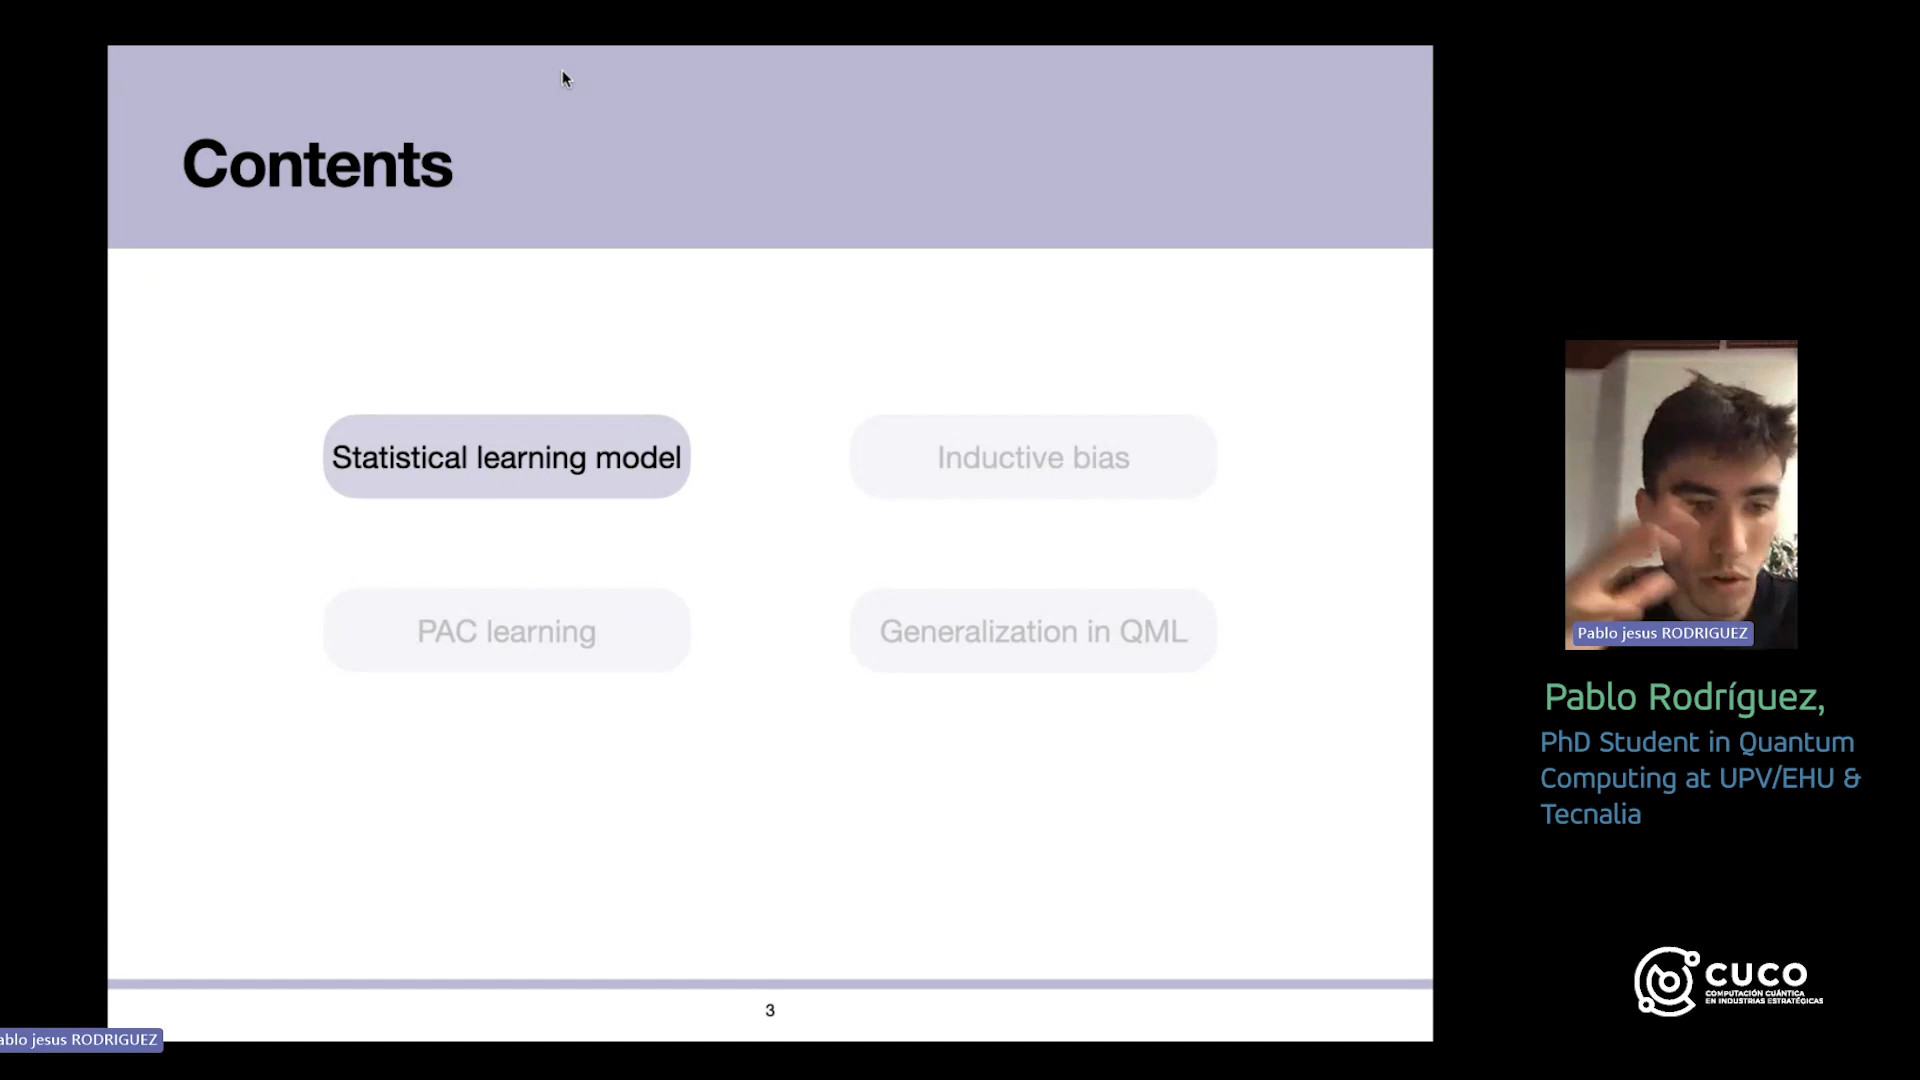 Contents
Statistical learning model
Inductive bias
PAC learning
Generalization in QML
3
Pablo jesus RODRIGUEZ
Pablo Rodríguez,
PhD Student in Quantum
Computing at UPV/EHU &
Tecnalia
CUCO
COMPUTACIÓN CUÁNTICA
EN INDUSTRIAS ESTRATÉGICAS
ablo jesus RODRIGUEZ